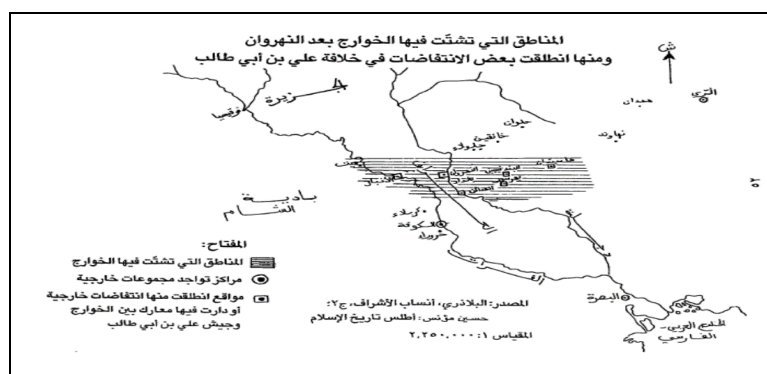 المناطق التي تشتّت فيها الخوارج بعد النهروان
ومنها انطلقت بعض الانتفاضات في خلافة علي بن أبي طالب
ش
الجزيرة
الري
همدان
نهاوند
حلوان
خانقين
جلولاء
بادية
الشام
كربلاء
الكوفة
حروراء
البصرة
الخليج العربي -
الفارسي
٥٢
المفتاح:
المناطق التي تشتّت فيها الخوارج
مراكز تواجد مجموعات خارجية
مواقع انطلقت منها انتفاضات خارجية
أو دارت فيها معارك بين الخوارج
وجيش علي بن أبي طالب
المصدر: البلاذري، أنساب الأشراف، ج٢:
حسين مؤنس: أطلس تاريخ الإسلام
المقياس ١: ٢,٢٥٠,٠٠٠